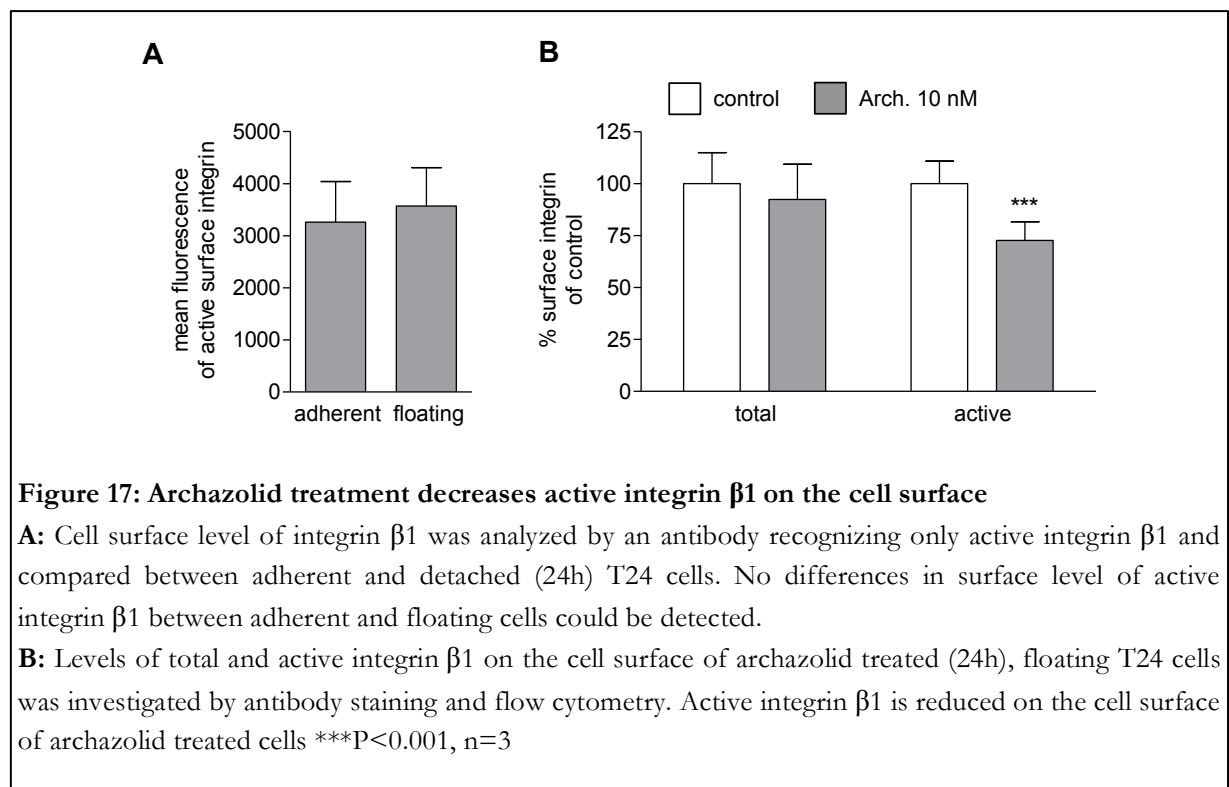 A
B
control
Arch. 10 nM
mean fluorescence
of active surface integrin
5000
4000
3000
2000
1000
0
adherent
floating
% surface integrin
of control
125
100
75
50
25
0
***
total
active
Figure 17: Archazolid treatment decreases active integrin β1 on the cell surface
A: Cell surface level of integrin β1 was analyzed by an antibody recognizing only active integrin β1 and
compared between adherent and detached (24h) T24 cells. No differences in surface level of active
integrin β1 between adherent and floating cells could be detected.
B: Levels of total and active integrin β1 on the cell surface of archazolid treated (24h), floating T24 cells
was investigated by antibody staining and flow cytometry. Active integrin β1 is reduced on the cell surface
of archazolid treated cells ***P<0.001, n=3